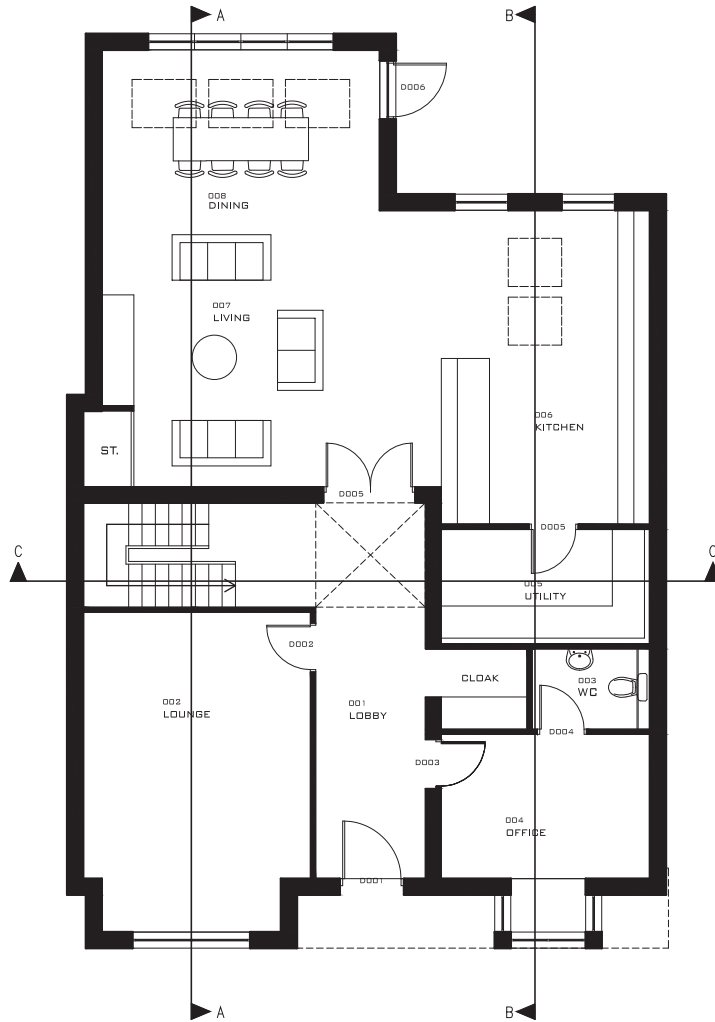 A
B
D006
008
DINING
007
LIVING
006
KITCHEN
ST.
D005
D005
C
C
005
UTILITY
D002
CLOAK
003
WC
002
LOUNGE
001
LOBBY
D004
D003
004
OFFICE
D001
A
B